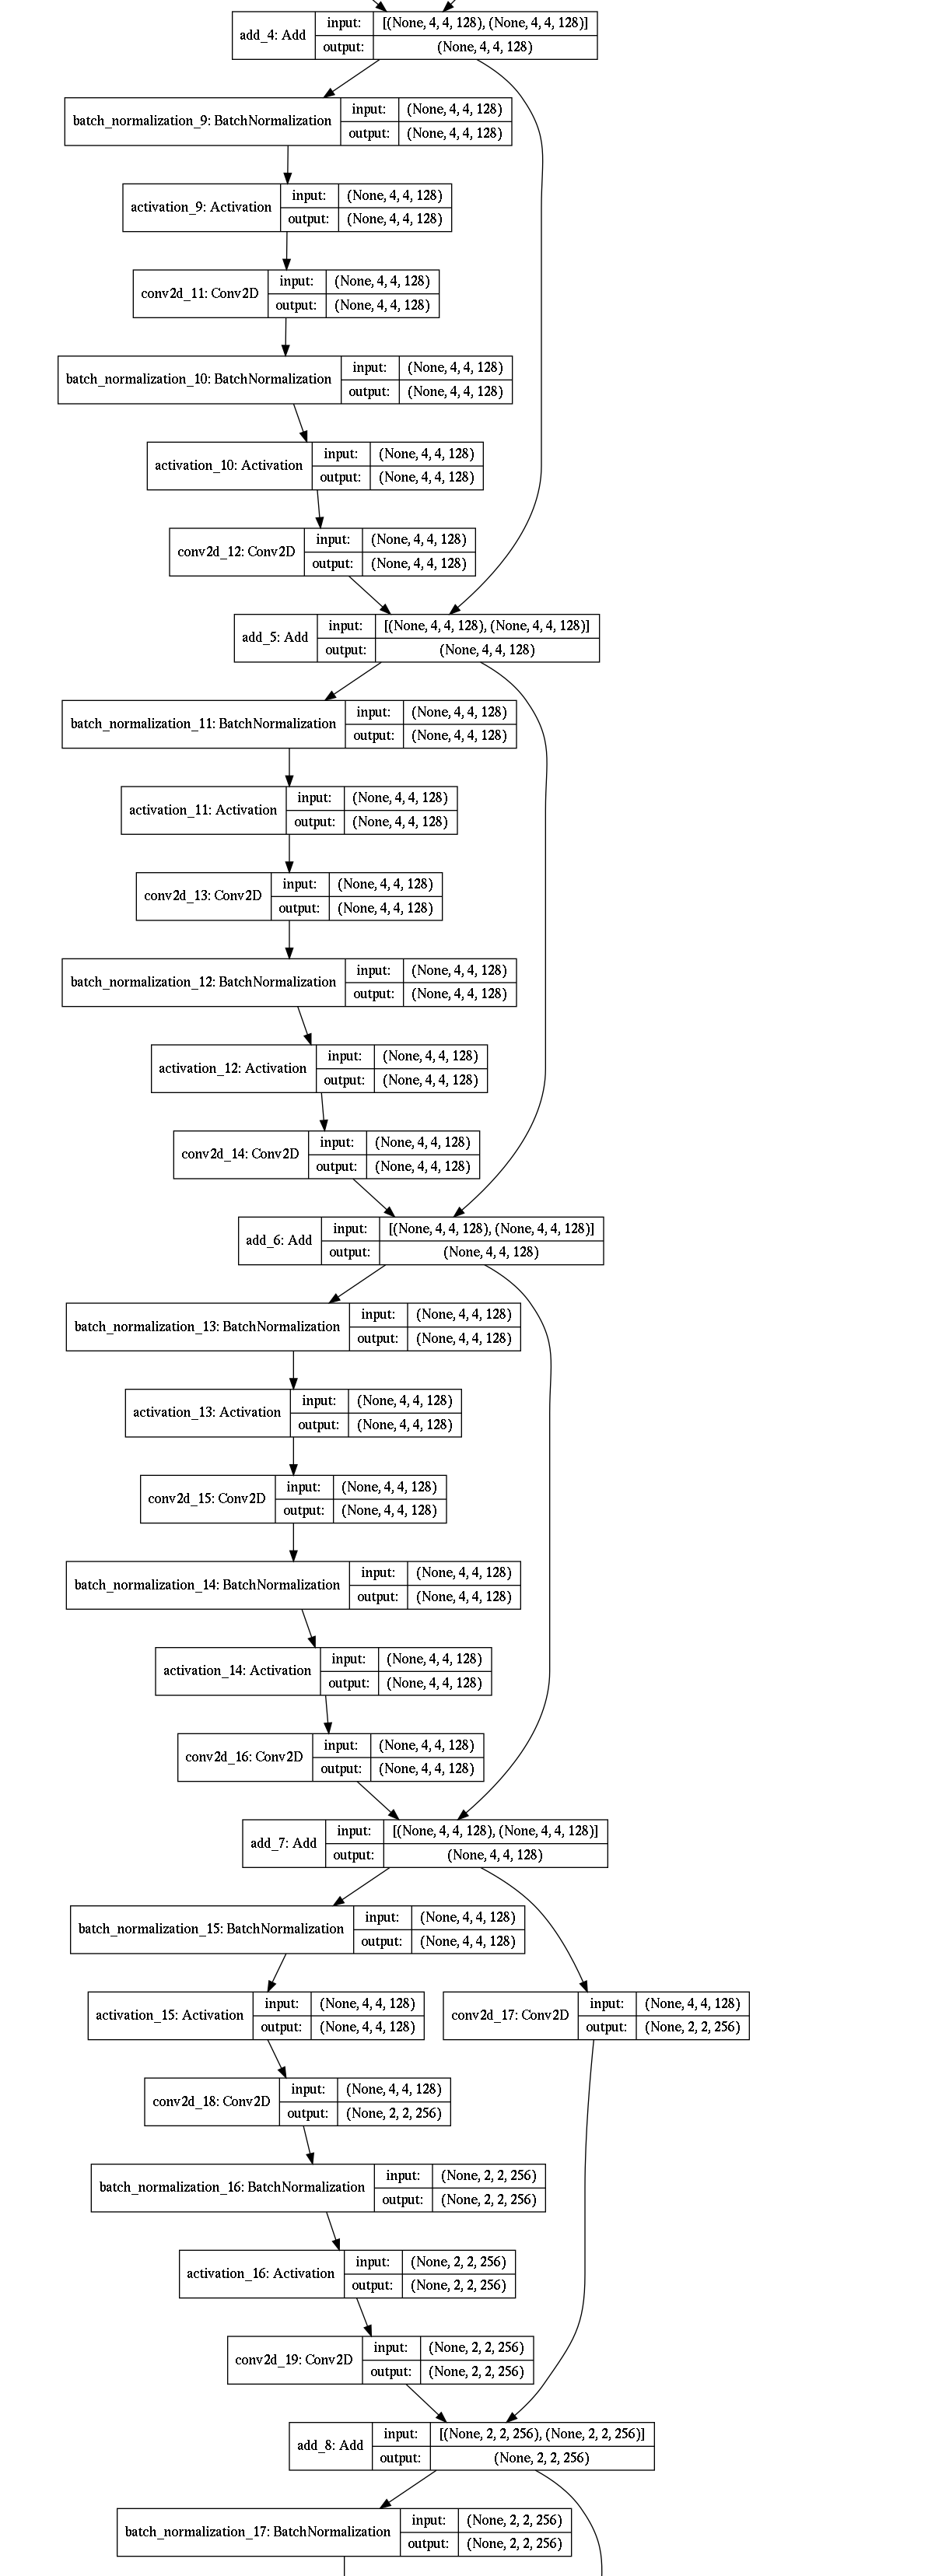 add_4: Add
input: [(None, 4, 4, 128), (None, 4, 4, 128)]
output: (None, 4, 4, 128)
batch_normalization_9: BatchNormalization
input: (None, 4, 4, 128)
output: (None, 4, 4, 128)
activation_9: Activation
input: (None, 4, 4, 128)
output: (None, 4, 4, 128)
conv2d_11: Conv2D
input: (None, 4, 4, 128)
output: (None, 4, 4, 128)
batch_normalization_10: BatchNormalization
input: (None, 4, 4, 128)
output: (None, 4, 4, 128)
activation_10: Activation
input: (None, 4, 4, 128)
output: (None, 4, 4, 128)
conv2d_12: Conv2D
input: (None, 4, 4, 128)
output: (None, 4, 4, 128)
add_5: Add
input: [(None, 4, 4, 128), (None, 4, 4, 128)]
output: (None, 4, 4, 128)
batch_normalization_11: BatchNormalization
input: (None, 4, 4, 128)
output: (None, 4, 4, 128)
activation_11: Activation
input: (None, 4, 4, 128)
output: (None, 4, 4, 128)
conv2d_13: Conv2D
input: (None, 4, 4, 128)
output: (None, 4, 4, 128)
batch_normalization_12: BatchNormalization
input: (None, 4, 4, 128)
output: (None, 4, 4, 128)
activation_12: Activation
input: (None, 4, 4, 128)
output: (None, 4, 4, 128)
conv2d_14: Conv2D
input: (None, 4, 4, 128)
output: (None, 4, 4, 128)
add_6: Add
input: [(None, 4, 4, 128), (None, 4, 4, 128)]
output: (None, 4, 4, 128)
batch_normalization_13: BatchNormalization
input: (None, 4, 4, 128)
output: (None, 4, 4, 128)
activation_13: Activation
input: (None, 4, 4, 128)
output: (None, 4, 4, 128)
conv2d_15: Conv2D
input: (None, 4, 4, 128)
output: (None, 4, 4, 128)
batch_normalization_14: BatchNormalization
input: (None, 4, 4, 128)
output: (None, 4, 4, 128)
activation_14: Activation
input: (None, 4, 4, 128)
output: (None, 4, 4, 128)
conv2d_16: Conv2D
input: (None, 4, 4, 128)
output: (None, 4, 4, 128)
add_7: Add
input: [(None, 4, 4, 128), (None, 4, 4, 128)]
output: (None, 4, 4, 128)
batch_normalization_15: BatchNormalization
input: (None, 4, 4, 128)
output: (None, 4, 4, 128)
activation_15: Activation
input: (None, 4, 4, 128)
output: (None, 4, 4, 128)
conv2d_17: Conv2D
input: (None, 4, 4, 128)
output: (None, 2, 2, 256)
conv2d_18: Conv2D
input: (None, 4, 4, 128)
output: (None, 2, 2, 256)
batch_normalization_16: BatchNormalization
input: (None, 2, 2, 256)
output: (None, 2, 2, 256)
activation_16: Activation
input: (None, 2, 2, 256)
output: (None, 2, 2, 256)
conv2d_19: Conv2D
input: (None, 2, 2, 256)
output: (None, 2, 2, 256)
add_8: Add
input: [(None, 2, 2, 256), (None, 2, 2, 256)]
output: (None, 2, 2, 256)
batch_normalization_17: BatchNormalization
input: (None, 2, 2, 256)
output: (None, 2, 2, 256)